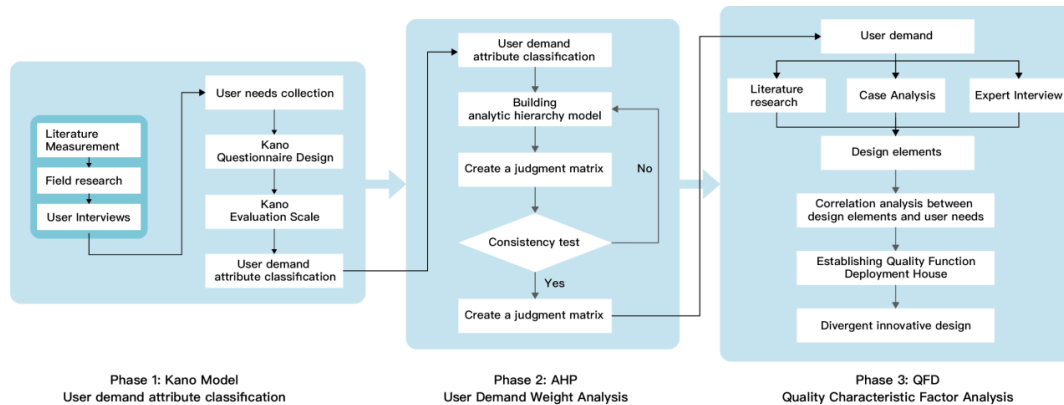 Literature
Measurement
Field research
User Interviews
User needs collection
Kano
Questionnaire Design
Kano
Evaluation Scale
User demand
attribute classification
Phase 1: Kano Model
User demand attribute classification
User demand
attribute classification
Building
analytic hierarchy model
Create a judgment matrix
No
Consistency test
Yes
Create a judgment matrix
Phase 2: AHP
User Demand Weight Analysis
User demand
Literature
research
Case Analysis
Expert Interview
Design elements
Correlation analysis between
design elements and user needs
Establishing Quality Function
Deployment House
Divergent innovative design
Phase 3: QFD
Quality Characteristic Factor Analysis